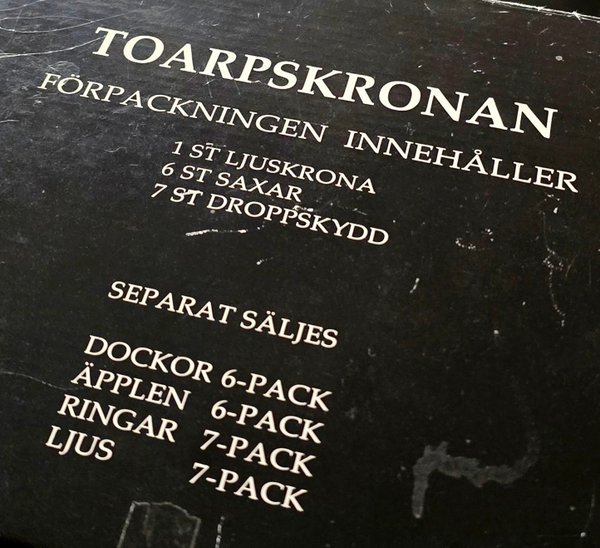 TOARPSKRONAN
FÖRPACKNINGEN INNEHÅLLER
1 ST LJUSKRONA
6 ST SAXAR
7 ST DROPPSKYDD
SEPARAT SÄLJES
DOCKOR 6-PACK
ÄPPLEN 6-PACK
RINGAR 7-PACK
LJUS 7-PACK